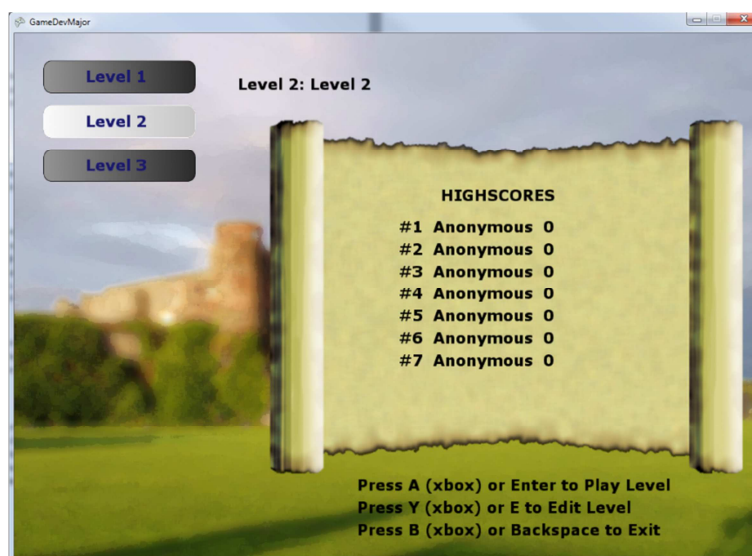 GameDevMajor
Level 1
Level 2
Level 3
Level 2: Level 2
HIGHSCORES
#1 Anonymous 0
#2 Anonymous 0
#3 Anonymous 0
#4 Anonymous 0
#5 Anonymous 0
#6 Anonymous 0
#7 Anonymous 0
Press A (xbox) or Enter to Play Level
Press Y (xbox) or E to Edit Level
Press B (xbox) or Backspace to Exit